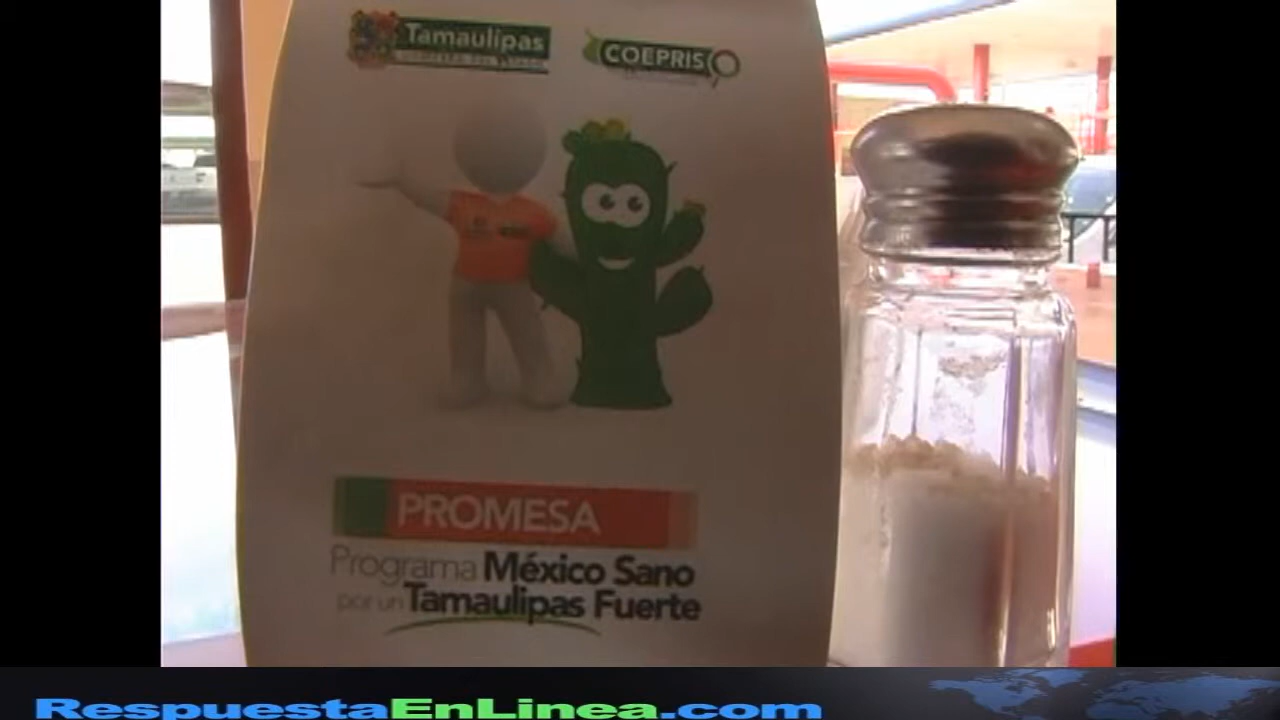 Tamaulipas
COEPRIS
PROMESA
Programa México Sano
por un Tamaulipas Fuerte
RespuestaEnLinea.com